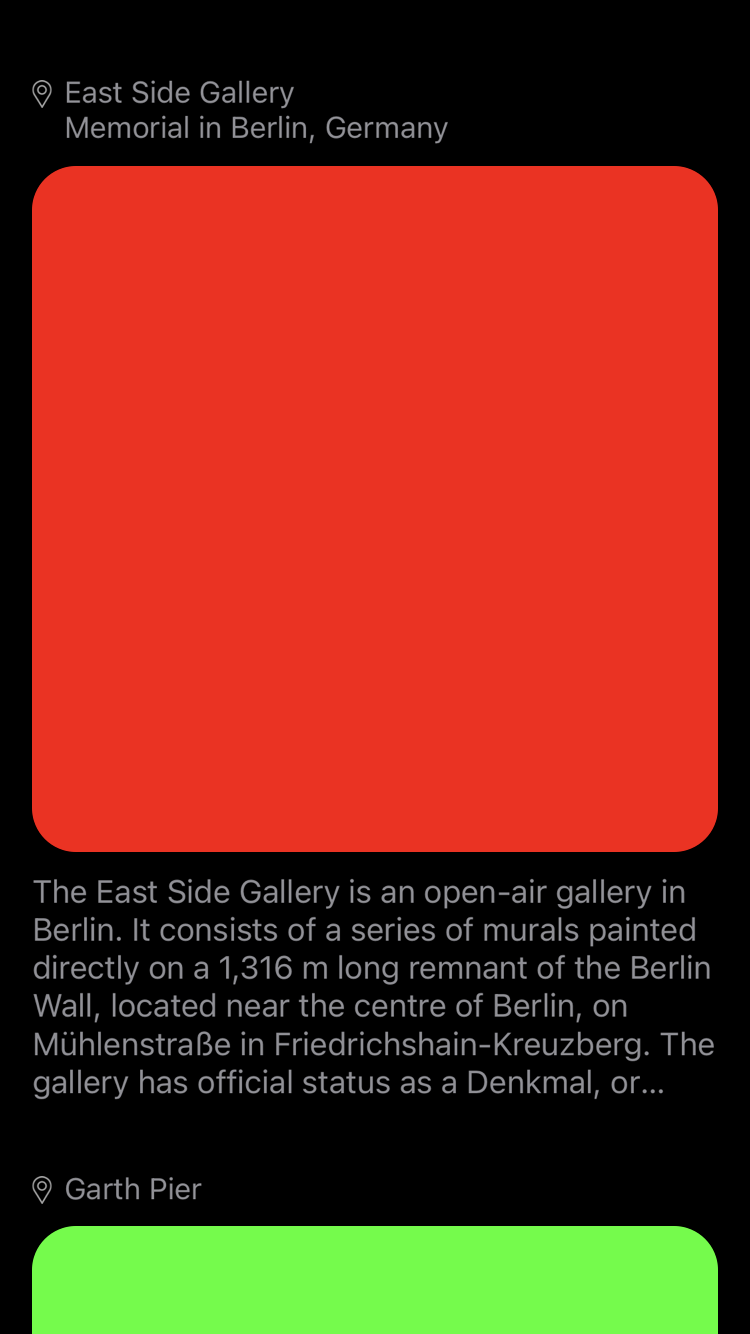 East Side Gallery
Memorial in Berlin, Germany
The East Side Gallery is an open-air gallery in
Berlin. It consists of a series of murals painted
directly on a 1,316 m long remnant of the Berlin
Wall, located near the centre of Berlin, on
Mühlenstraße in Friedrichshain-Kreuzberg. The
gallery has official status as a Denkmal, or...
Garth Pier